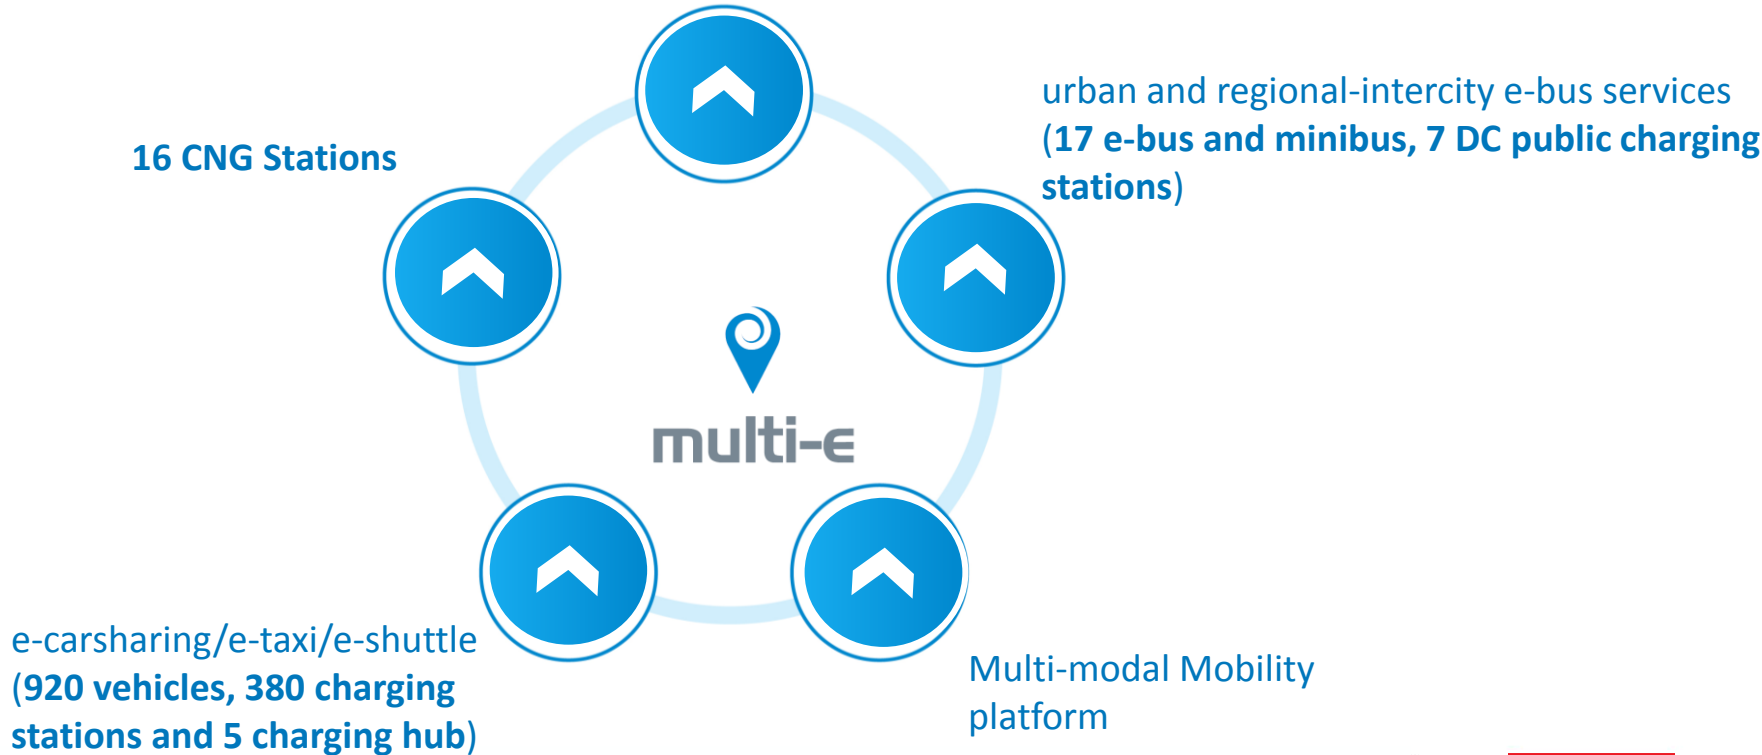 urban and regional-intercity e-bus services
(17 e-bus and minibus, 7 DC public charging
stations)
16 CNG Stations
multi-e
e-carsharing/e-taxi/e-shuttle
(920 vehicles, 380 charging
stations and 5 charging hub)
Multi-modal Mobility
platform